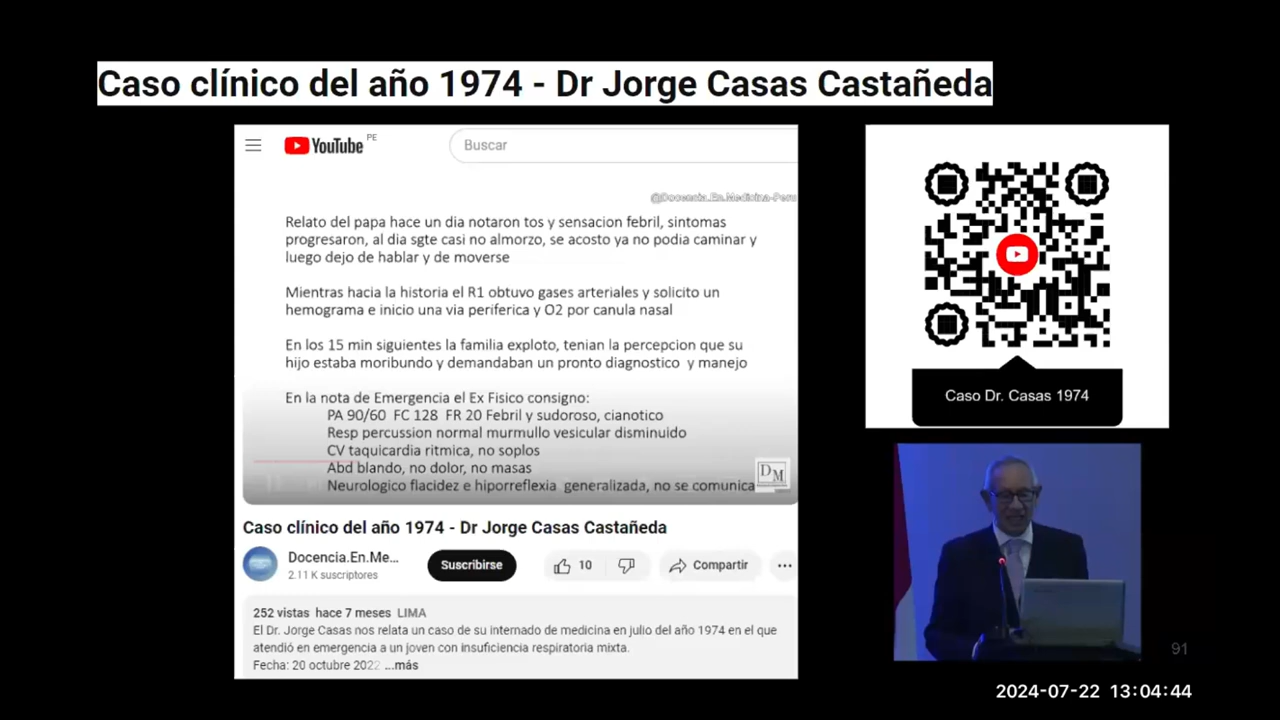 Caso clínico del año 1974 - Dr Jorge Casas Castañeda
YouTube PE
Buscar
@Docencia.En.Medicina-Peru
Relato del papa hace un dia notaron tos y sensacion febril, sintomas
progresaron, al dia sgte casi no almorzo, se acosto ya no podia caminar y
luego dejo de hablar y de moverse
Mientras hacia la historia el R1 obtuvo gases arteriales y solicito un
hemograma e inicio una via periferica y O2 por canula nasal
En los 15 min siguientes la familia exploto, tenian la percepcion que su
hijo estaba moribundo y demandaban un pronto diagnostico y manejo
En la nota de Emergencia el Ex Fisico consigno:
PA 90/60 FC 128 FR 20 Febril y sudoroso, cianotico
Resp percussion normal murmullo vesicular disminuido
CV taquicardia ritmica, no soplos
Abd blando, no dolor, no masas
Neurologico flacidez e hiporreflexia generalizada, no se comunica
DM
Caso clínico del año 1974 - Dr Jorge Casas Castañeda
Docencia.En.Me...
2.11 K suscriptores
Suscribirse
10
Compartir
...
252 vistas hace 7 meses LIMA
El Dr. Jorge Casas nos relata un caso de su internado de medicina en julio del año 1974 en el que
atendió en emergencia a un joven con insuficiencia respiratoria mixta.
Fecha: 20 octubre 2022 ...más
Caso Dr. Casas 1974
91
2024-07-22 13:04:44